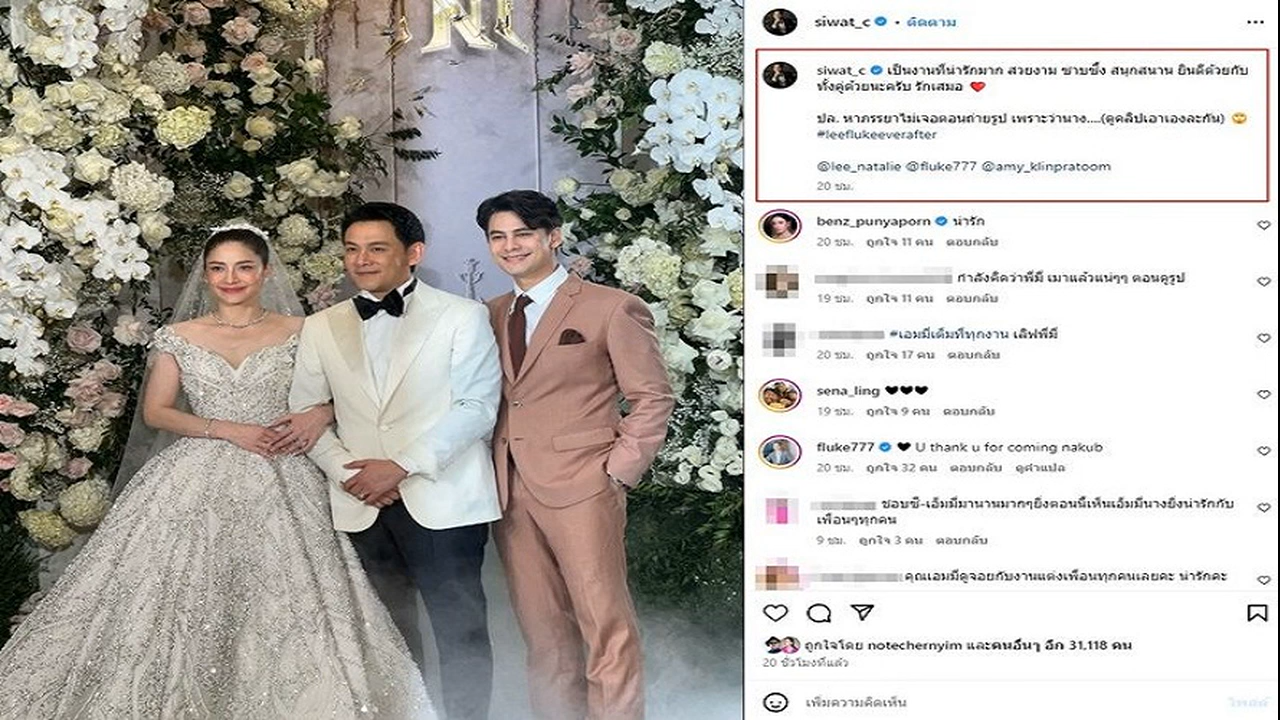 N
siwat_c • ติดตาม
siwat_c เป็นงานที่น่ารักมาก สวยงาม ซาบซึ้ง สนุกสนาน ยินดีด้วยกับ
ทั้งคู่ด้วยนะครับ รักเสมอ ❤️
ปล. หาภรรยาไม่เจอตอนถ่ายรูป เพราะว่านาง....(ดูคลิปเอาเองละกัน) 🙄
#leeflukeeverafter
@lee_natalie @fluke777 @amy_klinpratoom
20 ชม.
benz_punyaporn น่ารัก
20 ชม. ถูกใจ 11 คน ตอบกลับ
กำลังคิดว่าพี่มี่ เมาแล้วแน่ๆๆ ตอนดูรูป
19 ชม. ถูกใจ 11 คน ตอบกลับ
#เอมมี่เต็มที่ทุกงาน เลิฟพี่มี่
20 ชม. ถูกใจ 17 คน ตอบกลับ
sena_ling 🖤🖤🖤
19 ชม. ถูกใจ 9 คน ตอบกลับ
fluke777 🖤 U thank u for coming nakub
20 ชม. ถูกใจ 32 คน ตอบกลับ ดูคำแปล
ชอบซี-เอ็มมี่มานานมากๆยิ่งตอนนี้เห็นเอ็มมี่นางยิ่งน่ารักกับ
เพื่อนๆทุกคน
9 ชม. ถูกใจ 3 คน ตอบกลับ
คุณเอมมี่ดูจอยกับงานแต่งเพื่อนทุกคนเลยคะ น่ารักคะ
ถูกใจโดย notechernyim และคนอื่นๆ อีก 31,118 คน
20 ชั่วโมงที่แล้ว
เพิ่มความคิดเห็น
โพสต์